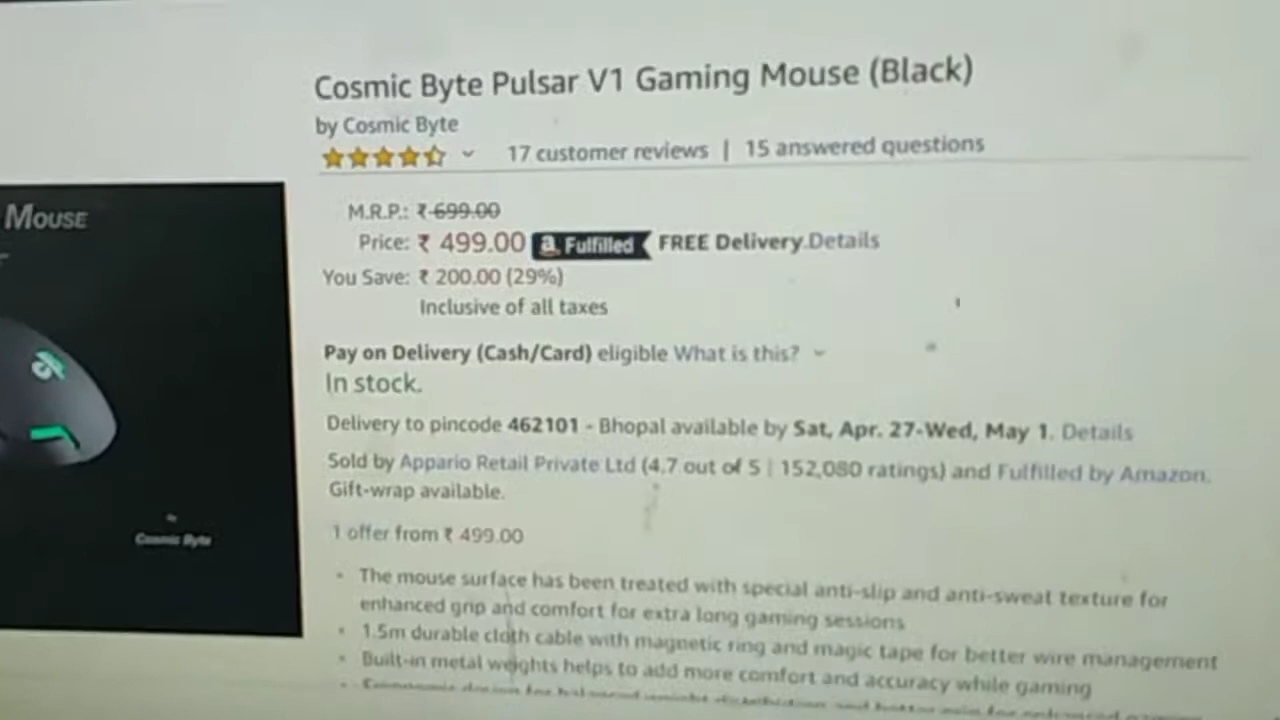 Cosmic Byte Pulsar V1 Gaming Mouse (Black)
by Cosmic Byte
17 customer reviews | 15 answered questions
MOUSE
M.R.P.: ₹ 699.00
Price: ₹ 499.00 a Fulfilled FREE Delivery.Details
You Save: ₹ 200.00 (29%)
Inclusive of all taxes
Pay on Delivery (Cash/Card) eligible What is this?
In stock.
Delivery to pincode 462101 - Bhopal available by Sat, Apr. 27-Wed, May 1. Details
Sold by Appario Retail Private Ltd (4.7 out of 5 | 152,080 ratings) and Fulfilled by Amazon.
Gift-wrap available.
1 offer from ₹ 499.00
Cosmic Byte
The mouse surface has been treated with special anti-slip and anti-sweat texture for
enhanced grip and comfort for extra long gaming sessions
1.5m durable cloth cable with magnetic ring and magic tape for better wire management
Built-in metal weights helps to add more comfort and accuracy while gaming